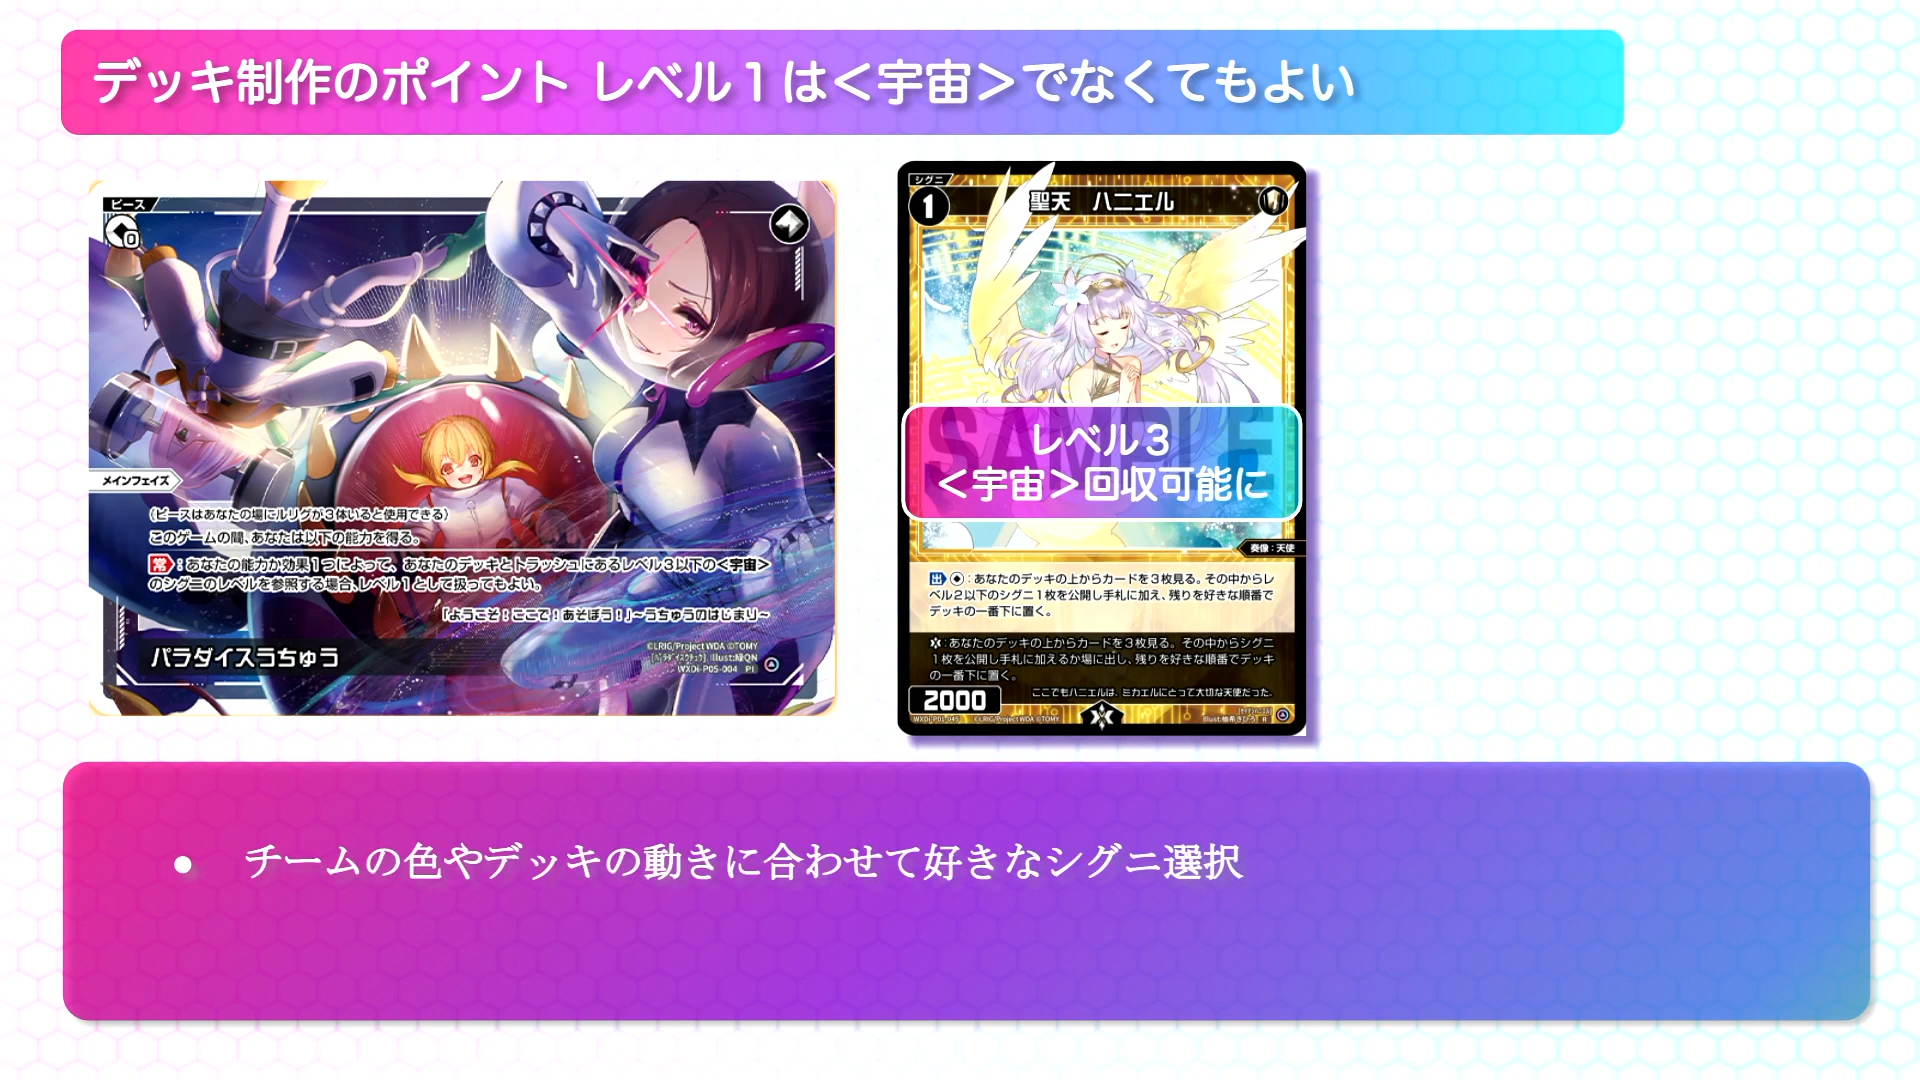 デッキ制作のポイント レベル１は＜宇宙＞でなくてもよい
ピース
0
メインフェイズ
（ピースはあなたの場にルリグが３体いると使用できる）
このゲームの間、あなたは以下の能力を得る。
常：あなたの能力か効果１つによって、あなたのデッキとトラッシュにあるレベル３以下の＜宇宙＞
のシグニのレベルを参照する場合、レベル１として扱ってもよい。
「ようこそ！ここで！あそぼう！」～うちゅうのはじまり～
パラダイスうちゅう
©LRIG/Project WDA ©TOMY
WXDi-P05-004 PI
シグニ
1
聖天　ハニエル
SAMPLE
レベル３
＜宇宙＞回収可能に
奏像：天使
出：あなたのデッキの上からカードを３枚見る。その中からレ
ベル２以下のシグニ１枚を公開し手札に加え、残りを好きな順番で
デッキの一番下に置く。
：あなたのデッキの上からカードを３枚見る。その中からシグニ
１枚を公開し手札に加えるか場に出し、残りを好きな順番でデッキ
の一番下に置く。
ここでもハニエルは、ミカエルにとって大切な天使だった。
2000
WXDi-P01-045 ©LRIG/Project WDA ©TOMY
● チームの色やデッキの動きに合わせて好きなシグニ選択